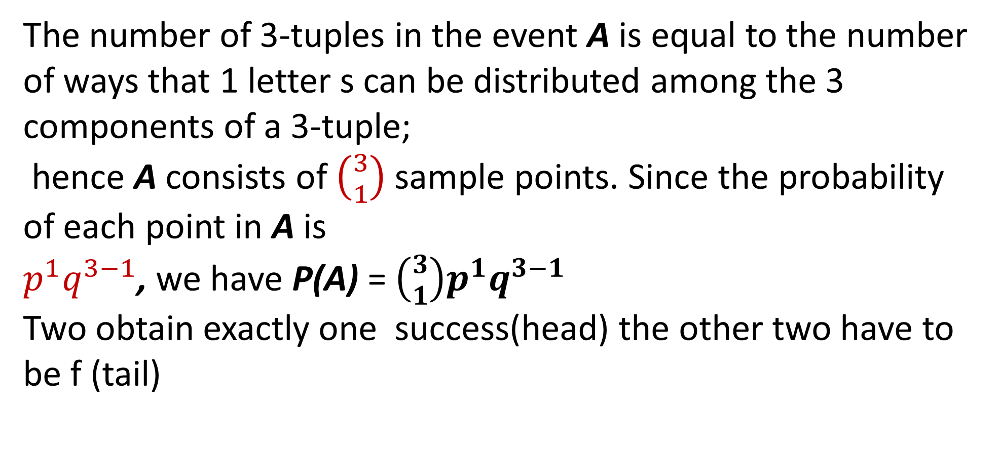 The number of 3-tuples in the event A is equal to the number
of ways that 1 letter s can be distributed among the 3
components of a 3-tuple;
hence A consists of $\binom{3}{1}$ sample points. Since the probability
of each point in A is
$p^1q^{3-1}$, we have P(A) = $\binom{3}{1}p^1q^{3-1}$
Two obtain exactly one success(head) the other two have to
be f (tail)